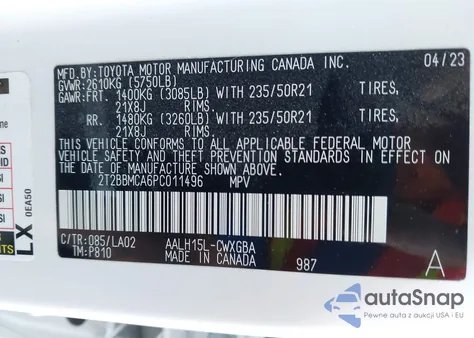 MFD.BY:TOYOTA MOTOR MANUFACTURING CANADA INC. 04/23
GVWR:2610KG (5750LB)
GAWR:FRT. 1400KG (3085LB) WITH 235/50R21 TIRES,
21X8J RIMS.
RR. 1480KG (3260LB) WITH 235/50R21 TIRES,
21X8J RIMS.
THIS VEHICLE CONFORMS TO ALL APPLICABLE FEDERAL MOTOR
VEHICLE SAFETY AND THEFT PREVENTION STANDARDS IN EFFECT ON
THE DATE OF MANUFACTURE SHOWN ABOVE.
2T2BBMCA6PC011496 MPV
C/TR:085/LA02 AALH15L-CWXGBA
TM:P810 MADE IN CANADA 987 A
LX 0EA50
autoSnap
Pewne auta z aukcji w USA i Kanadzie